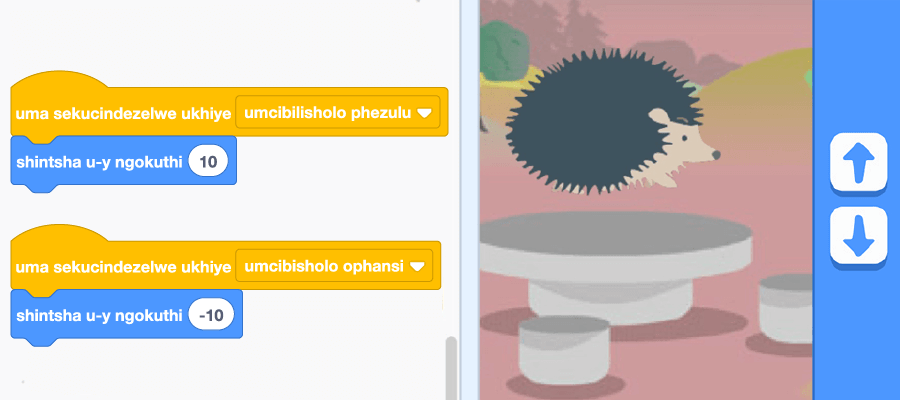 uma sekucindezelwe ukhiye umcibilisholo phezulu
shintsha u-y ngokuthi 10
uma sekucindezelwe ukhiye umcibisholo ophansi
shintsha u-y ngokuthi -10